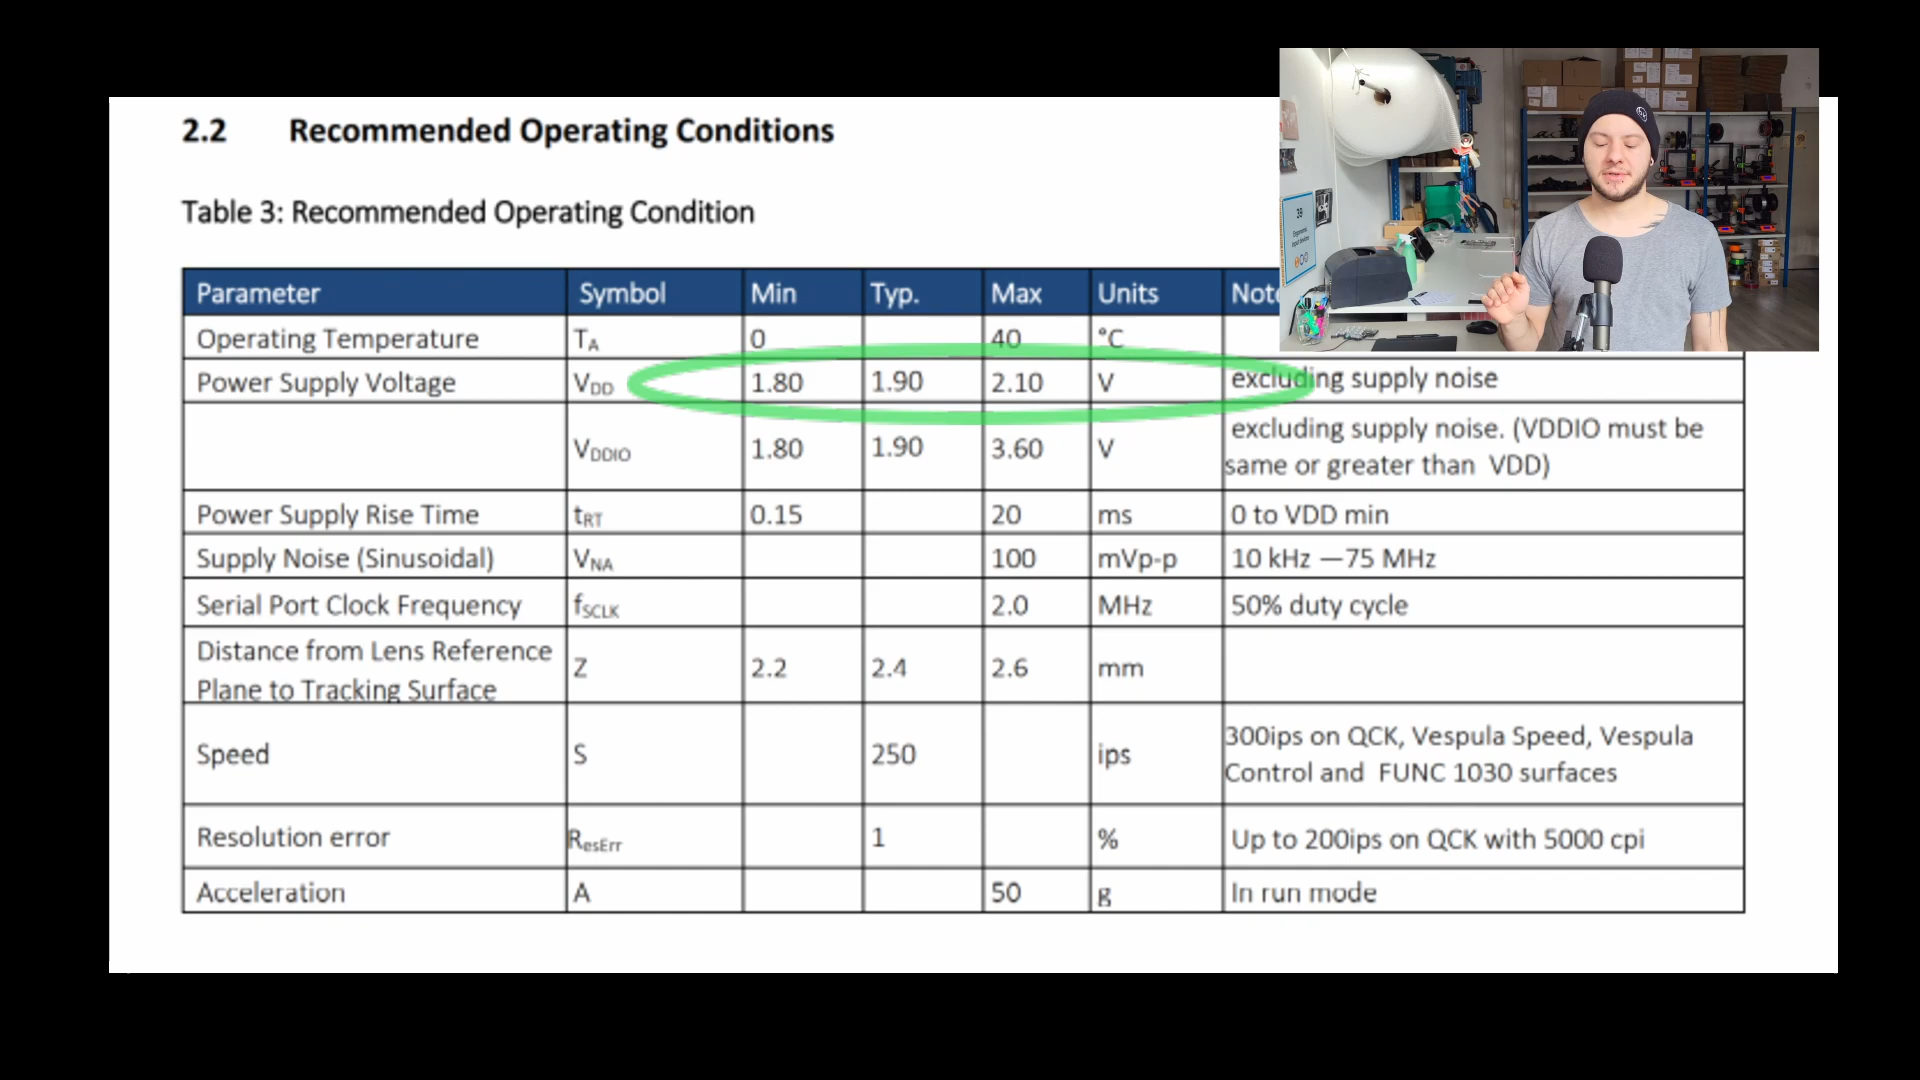 2.2 Recommended Operating Conditions
Table 3: Recommended Operating Condition
Parameter Symbol Min Typ. Max Units
Operating Temperature TA 0 40 °C
Power Supply Voltage VDD 1.80 1.90 2.10 V excluding supply noise
VDDIO 1.80 1.90 3.60 V excluding supply noise. (VDDIO must be
same or greater than VDD)
Power Supply Rise Time tRT 0.15 20 ms 0 to VDD min
Supply Noise (Sinusoidal) VNA 100 mVp-p 10 kHz —75 MHz
Serial Port Clock Frequency fSCLK 2.0 MHz 50% duty cycle
Distance from Lens Reference
Plane to Tracking Surface Z 2.2 2.4 2.6 mm
Speed S 250 ips 300ips on QCK, Vespula Speed, Vespula
Control and FUNC 1030 surfaces
Resolution error ResErr 1 % Up to 200ips on QCK with 5000 cpi
Acceleration A 50 g In run mode